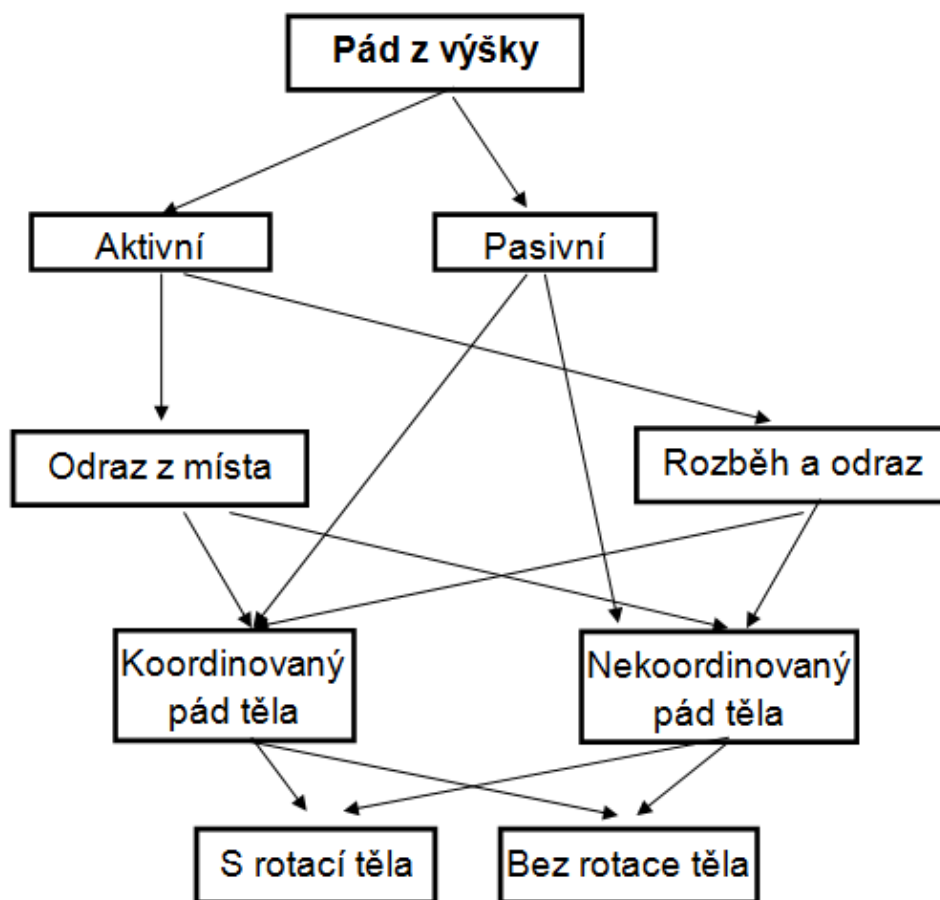 Pád z výšky
Aktivní
Pasivní
Odraz z místa
Rozběh a odraz
Koordinovaný
pád těla
Nekoordinovaný
pád těla
S rotací těla
Bez rotace těla